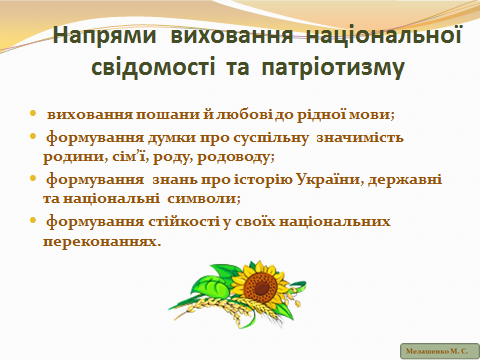 Напрями виховання національної
свідомості та патріотизму
виховання пошани й любові до рідної мови;
формування думки про суспільну значимість
родини, сім’ї, роду, родоводу;
формування знань про історію України, державні
та національні символи;
формування стійкості у своїх національних
переконаннях.
Мелашенко М. С.